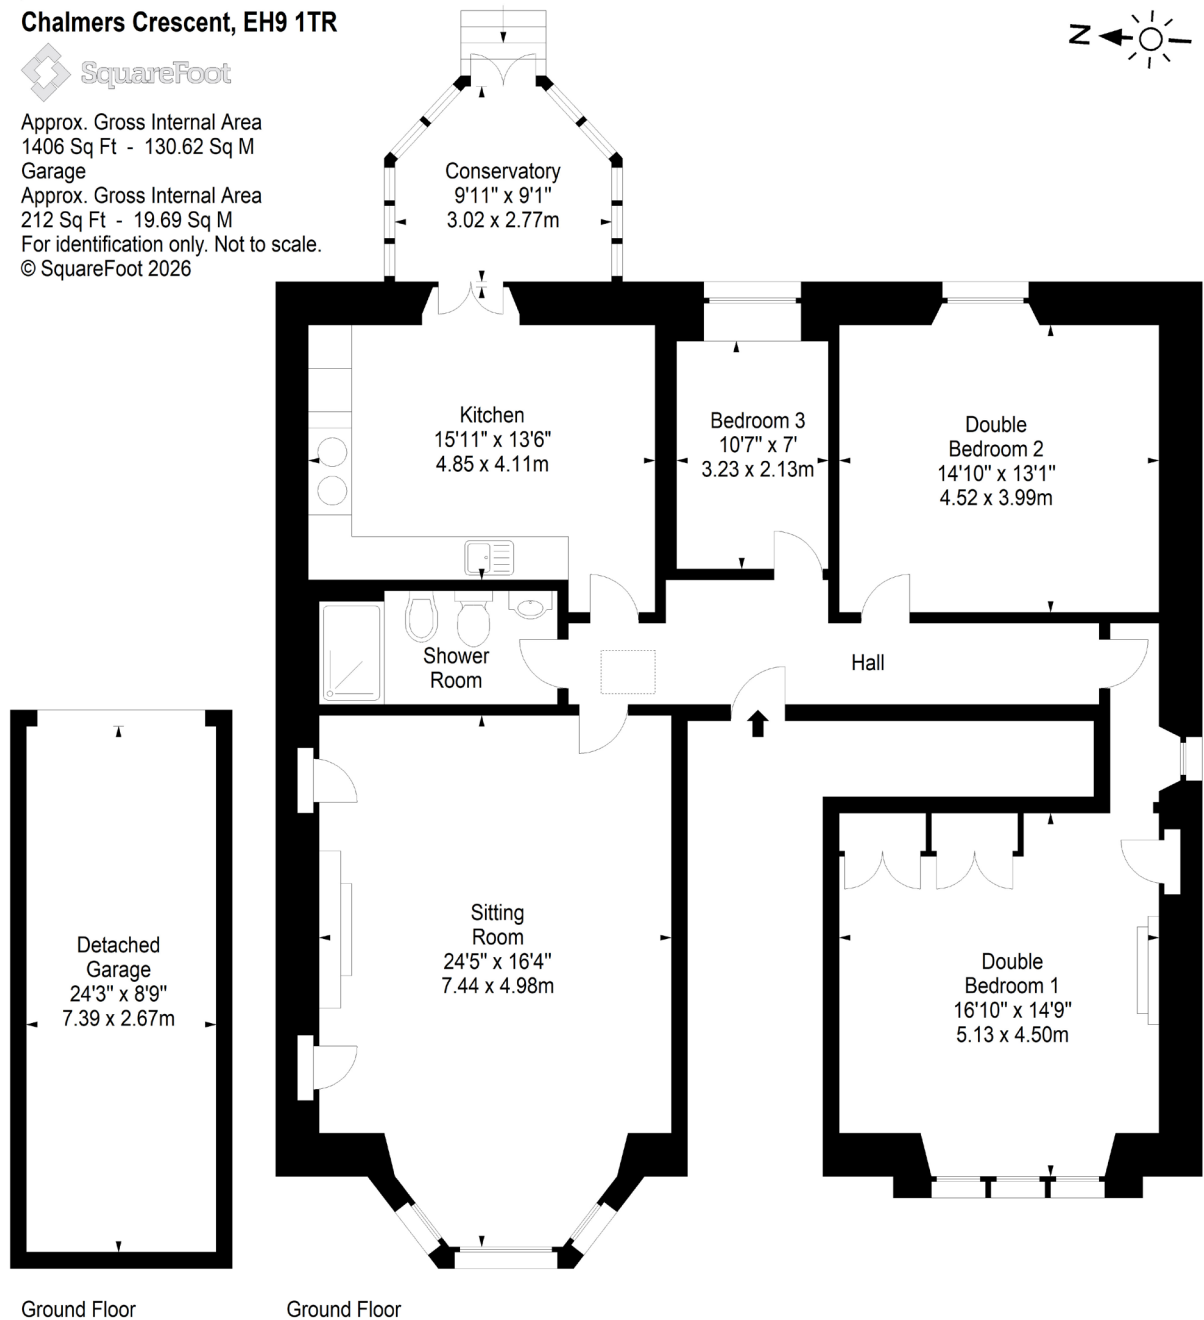 Chalmers Crescent, EH9 1TR
SquareFoot
Approx. Gross Internal Area
1406 Sq Ft - 130.62 Sq M
Garage
Approx. Gross Internal Area
212 Sq Ft - 19.69 Sq M
For identification only. Not to scale.
© SquareFoot 2026
N
Conservatory
9'11" x 9'1"
3.02 x 2.77m
Kitchen
15'11" x 13'6"
4.85 x 4.11m
Bedroom 3
10'7" x 7'
3.23 x 2.13m
Double
Bedroom 2
14'10" x 13'1"
4.52 x 3.99m
Shower
Room
Hall
Sitting
Room
24'5" x 16'4"
7.44 x 4.98m
Detached
Garage
24'3" x 8'9"
7.39 x 2.67m
Double
Bedroom 1
16'10" x 14'9"
5.13 x 4.50m
Ground Floor
Ground Floor